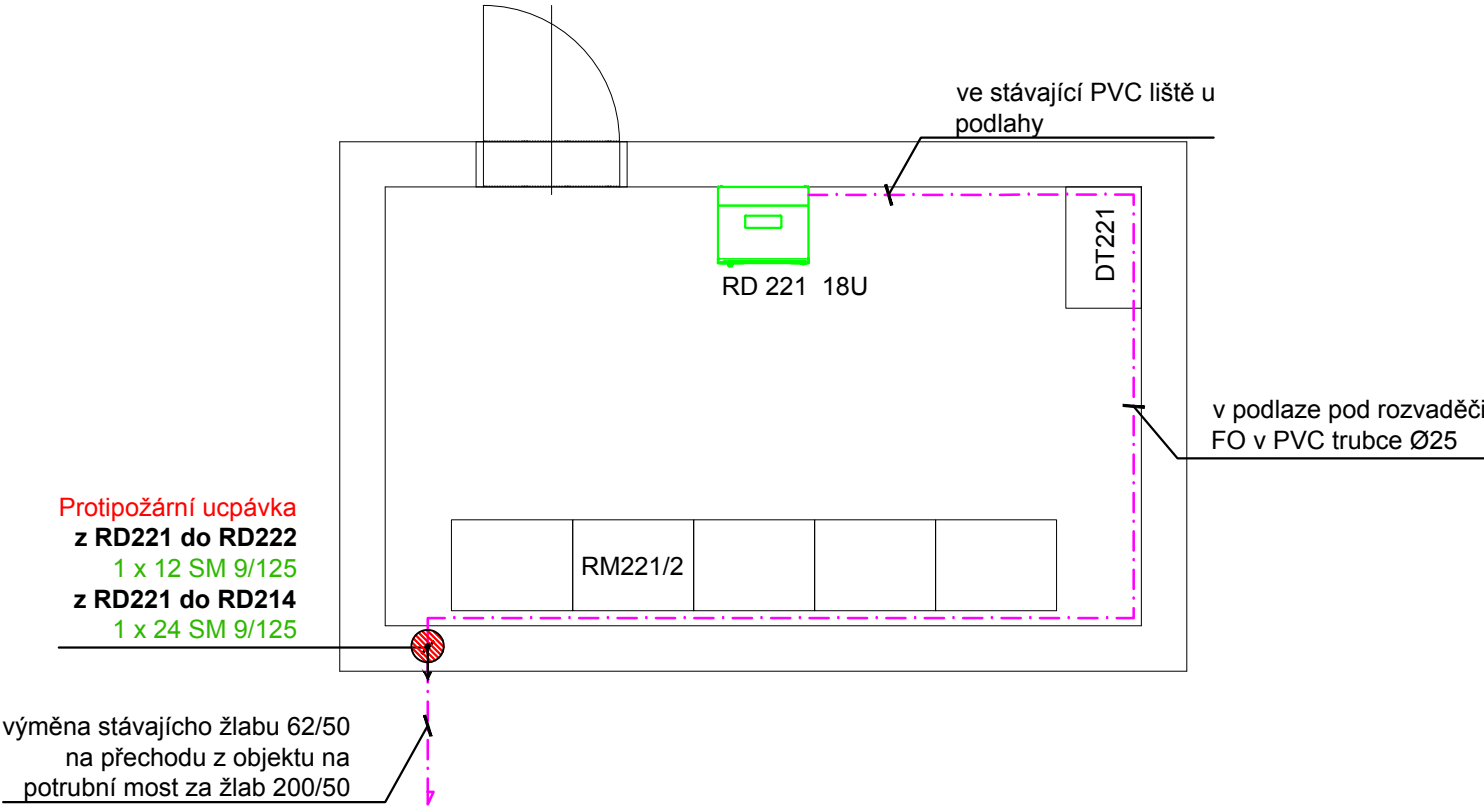 ve stávající PVC liště u
podlahy
RD 221 18U
DT221
v podlaze pod rozvaděči
FO v PVC trubce Ø25
Protipožární ucpávka
z RD221 do RD222
1 x 12 SM 9/125
z RD221 do RD214
1 x 24 SM 9/125
RM221/2
výměna stávajícho žlabu 62/50
na přechodu z objektu na
potrubní most za žlab 200/50